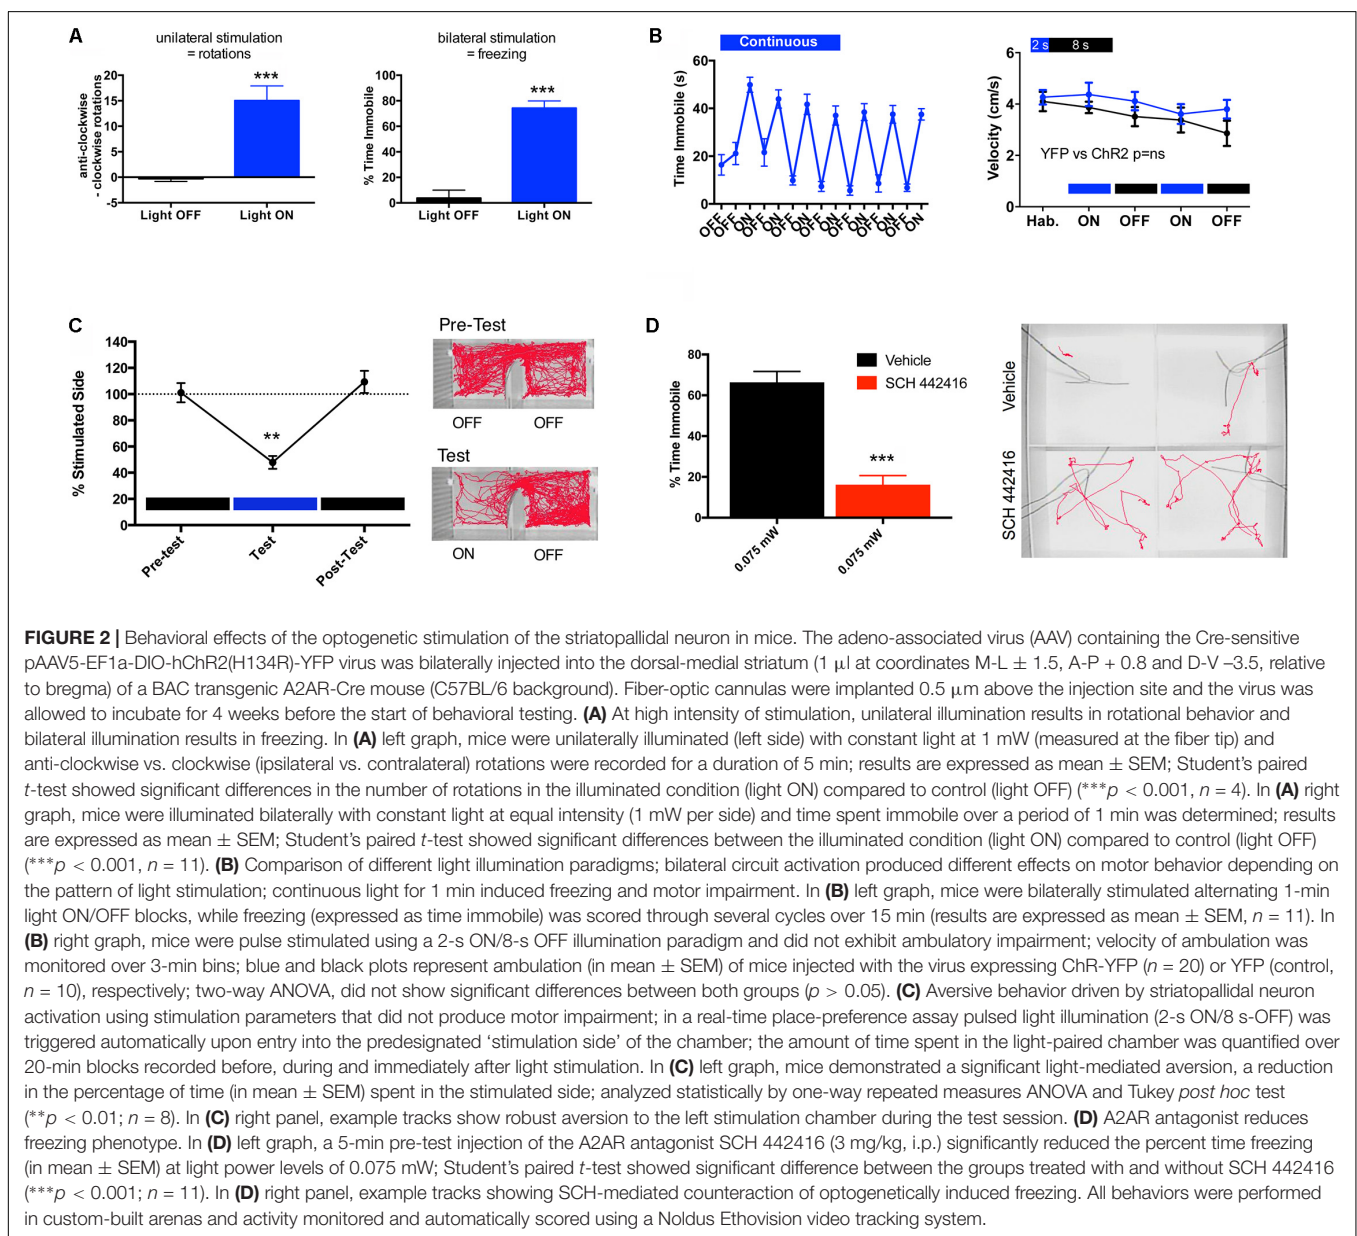 A
unilateral stimulation
= rotations
anti-clockwise
- clockwise rotations
20
15
10
5
0
-5
***
Light OFF
Light ON
bilateral stimulation
= freezing
% Time Immobile
100
80
60
40
20
0
***
Light OFF
Light ON
B
Continuous
Time Immobile (s)
60
40
20
0
OFF
OFF
ON
OFF
ON
OFF
ON
OFF
ON
OFF
ON
OFF
ON
OFF
ON
2 s
8 s
Velocity (cm/s)
6
4
2
0
YFP vs ChR2 p=ns
Hab.
ON
OFF
ON
OFF
C
% Stimulated Side
140
120
100
80
60
40
20
0
**
Pre-test
Test
Post-Test
Pre-Test
OFF
OFF
Test
ON
OFF
D
% Time Immobile
80
60
40
20
0
Vehicle
SCH 442416
***
0.075 mW
0.075 mW
Vehicle
SCH 442416
FIGURE 2 | Behavioral effects of the optogenetic stimulation of the striatopallidal neuron in mice. The adeno-associated virus (AAV) containing the Cre-sensitive
pAAV5-EF1a-DIO-hChR2(H134R)-YFP virus was bilaterally injected into the dorsal-medial striatum (1 μl at coordinates M-L ± 1.5, A-P + 0.8 and D-V –3.5, relative
to bregma) of a BAC transgenic A2AR-Cre mouse (C57BL/6 background). Fiber-optic cannulas were implanted 0.5 μm above the injection site and the virus was
allowed to incubate for 4 weeks before the start of behavioral testing. (A) At high intensity of stimulation, unilateral illumination results in rotational behavior and
bilateral illumination results in freezing. In (A) left graph, mice were unilaterally illuminated (left side) with constant light at 1 mW (measured at the fiber tip) and
anti-clockwise vs. clockwise (ipsilateral vs. contralateral) rotations were recorded for a duration of 5 min; results are expressed as mean ± SEM; Student's paired
t-test showed significant differences in the number of rotations in the illuminated condition (light ON) compared to control (light OFF) (***p < 0.001, n = 4). In (A) right
graph, mice were illuminated bilaterally with constant light at equal intensity (1 mW per side) and time spent immobile over a period of 1 min was determined; results
are expressed as mean ± SEM; Student's paired t-test showed significant differences between the illuminated condition (light ON) compared to control (light OFF)
(***p < 0.001, n = 11). (B) Comparison of different light illumination paradigms; bilateral circuit activation produced different effects on motor behavior depending on
the pattern of light stimulation; continuous light for 1 min induced freezing and motor impairment. In (B) left graph, mice were bilaterally stimulated alternating 1-min
light ON/OFF blocks, while freezing (expressed as time immobile) was scored through several cycles over 15 min (results are expressed as mean ± SEM, n = 11). In
(B) right graph, mice were pulse stimulated using a 2-s ON/8-s OFF illumination paradigm and did not exhibit ambulatory impairment; velocity of ambulation was
monitored over 3-min bins; blue and black plots represent ambulation (in mean ± SEM) of mice injected with the virus expressing ChR-YFP (n = 20) or YFP (control,
n = 10), respectively; two-way ANOVA, did not show significant differences between both groups (p > 0.05). (C) Aversive behavior driven by striatopallidal neuron
activation using stimulation parameters that did not produce motor impairment; in a real-time place-preference assay pulsed light illumination (2-s ON/8 s-OFF) was
triggered automatically upon entry into the predesignated 'stimulation side' of the chamber; the amount of time spent in the light-paired chamber was quantified over
20-min blocks recorded before, during and immediately after light stimulation. In (C) left graph, mice demonstrated a significant light-mediated aversion, a reduction
in the percentage of time (in mean ± SEM) spent in the stimulated side; analyzed statistically by one-way repeated measures ANOVA and Tukey post hoc test
(**p < 0.01; n = 8). In (C) right panel, example tracks show robust aversion to the left stimulation chamber during the test session. (D) A2AR antagonist reduces
freezing phenotype. In (D) left graph, a 5-min pre-test injection of the A2AR antagonist SCH 442416 (3 mg/kg, i.p.) significantly reduced the percent time freezing
(in mean ± SEM) at light power levels of 0.075 mW; Student's paired t-test showed significant difference between the groups treated with and without SCH 442416
(***p < 0.001; n = 11). In (D) right panel, example tracks showing SCH-mediated counteraction of optogenetically induced freezing. All behaviors were performed
in custom-built arenas and activity monitored and automatically scored using a Noldus Ethovision video tracking system.